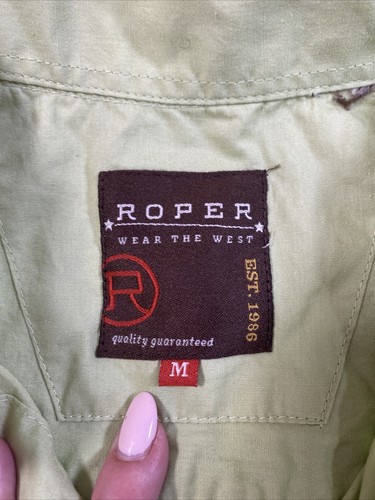 ROPER
WEAR THE WEST
EST. 1986
R
quality guaranteed
M